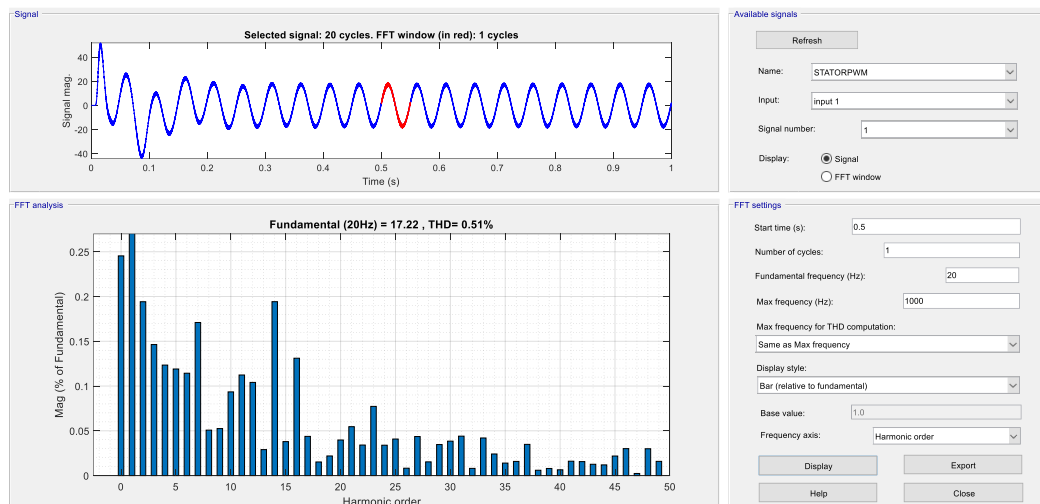 Signal
Selected signal: 20 cycles. FFT window (in red): 1 cycles
Signal mag.
40
20
0
-20
-40
0 0.1 0.2 0.3 0.4 0.5 0.6 0.7 0.8 0.9 1
Time (s)
FFT analysis
Fundamental (20Hz) = 17.22 , THD= 0.51%
Mag (% of Fundamental)
0.25
0.2
0.15
0.1
0.05
0
0 5 10 15 20 25 30 35 40 45 50
Harmonic order
Available signals
Refresh
Name: STATORPWM
Input: input 1
Signal number: 1
Display: Signal
FFT window
FFT settings
Start time (s): 0.5
Number of cycles: 1
Fundamental frequency (Hz): 20
Max frequency (Hz): 1000
Max frequency for THD computation:
Same as Max frequency
Display style:
Bar (relative to fundamental)
Base value: 1.0
Frequency axis: Harmonic order
Display Export
Help Close